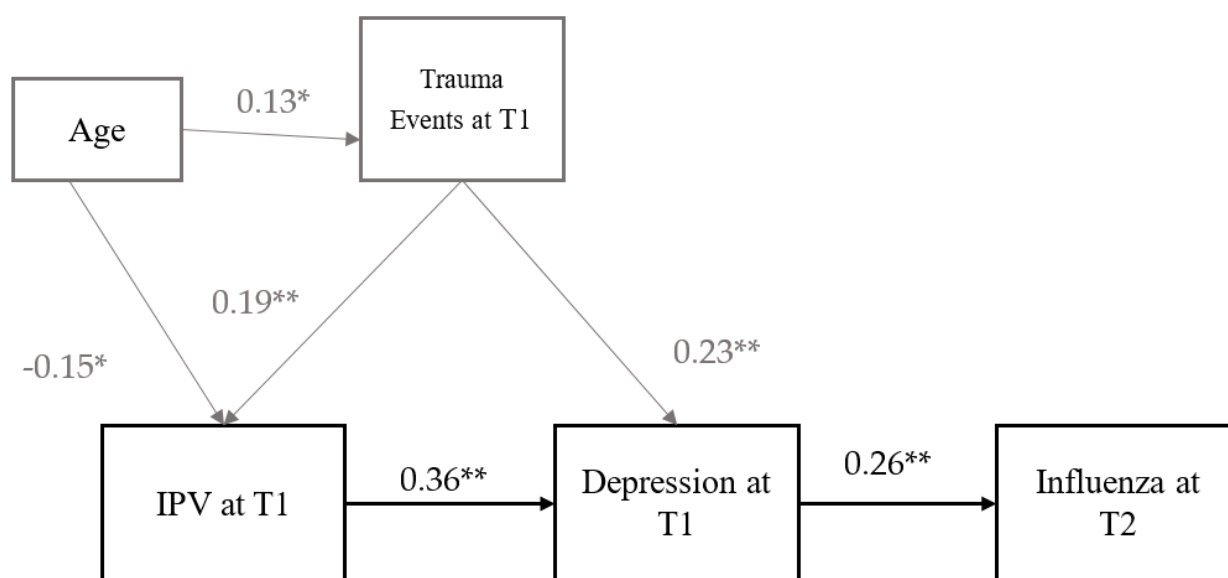 Age
0.13*
Trauma
Events at T1
-0.15*
0.19**
0.23**
IPV at T1
0.36**
Depression at
T1
0.26**
Influenza at
T2